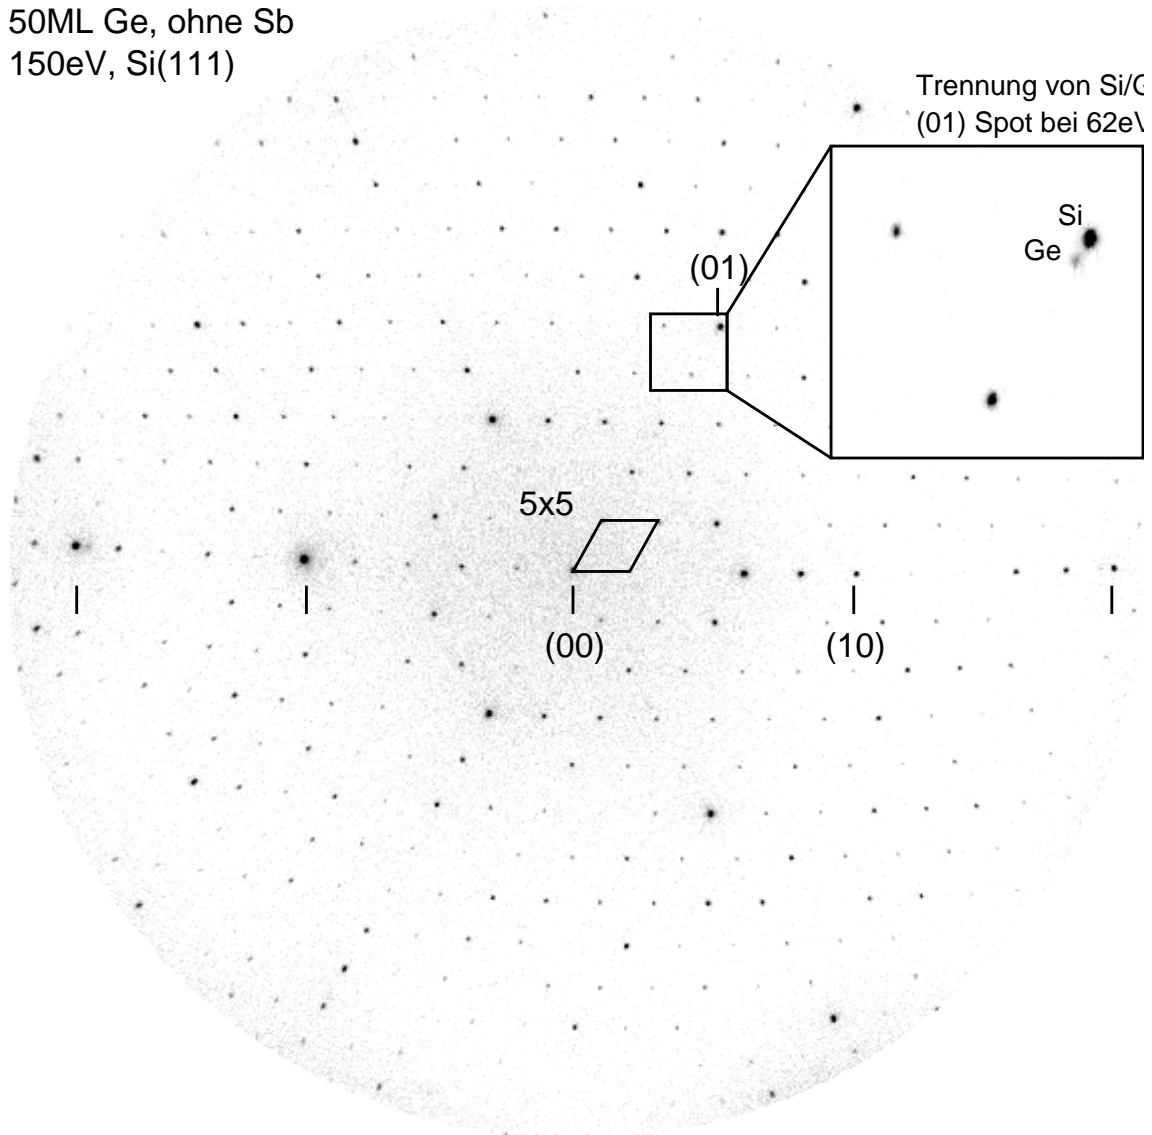 50ML Ge, ohne Sb
150eV, Si(111)
Trennung von Si/G
(01) Spot bei 62eV
Si
Ge
(01)
5x5
(00)
(10)